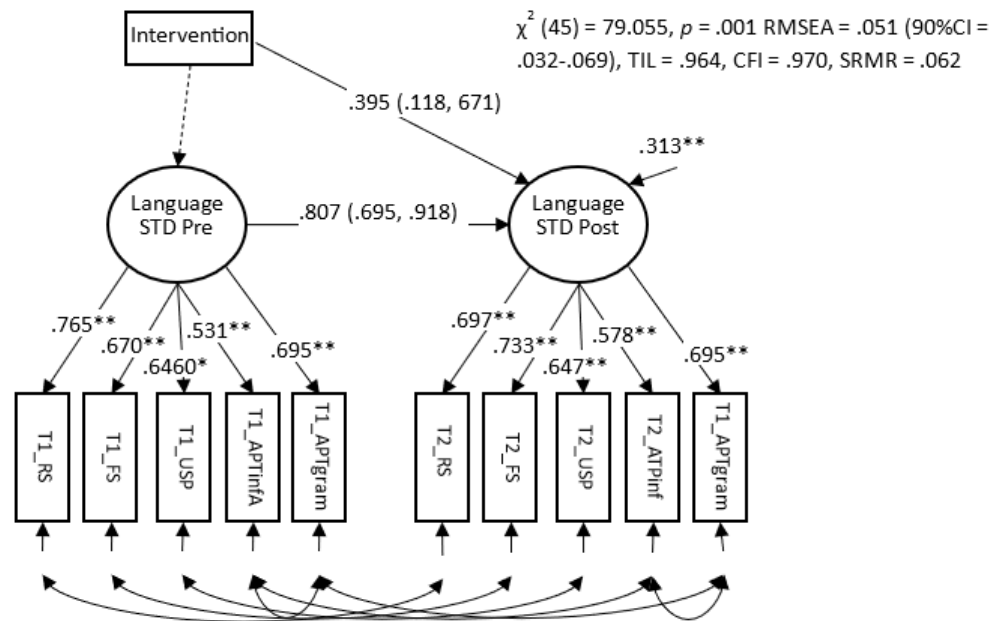 Intervention
χ² (45) = 79.055, p = .001 RMSEA = .051 (90%CI =
.032-.069), TIL = .964, CFI = .970, SRMR = .062
.395 (.118, 671)
.313**
Language
STD Pre
.807 (.695, .918)
Language
STD Post
.765**
.670**
.6460*
.531**
.695**
.697**
.733**
.647**
.578**
.695**
T1_RS
T1_FS
T1_USP
T1_APTinfA
T1_APTgram
T2_RS
T2_FS
T2_USP
T2_ATPinf
T1_APTgram